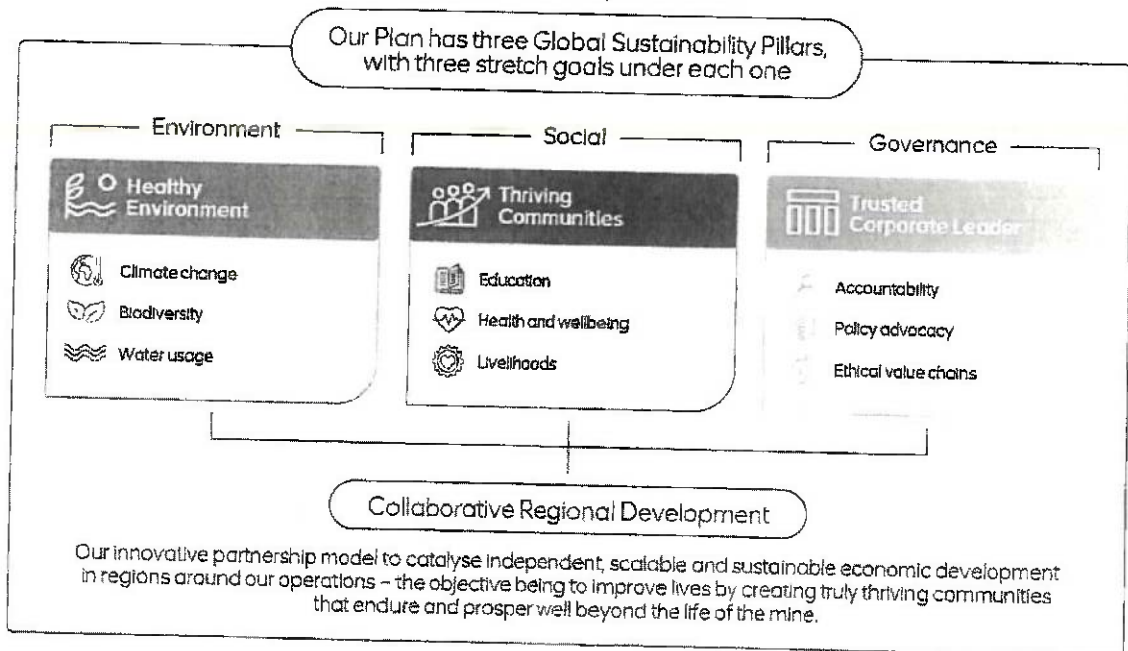 Our Plan has three Global Sustainability Pillars,
with three stretch goals under each one
Environment
Healthy
Environment
Climate change
Biodiversity
Water usage
Social
Thriving
Communities
Education
Health and wellbeing
Livelihoods
Governance
Trusted
Corporate Leader
Accountability
Policy advocacy
Ethical value chains
Collaborative Regional Development
Our innovative partnership model to catalyse independent, scalable and sustainable economic development
in regions around our operations – the objective being to improve lives by creating truly thriving communities
that endure and prosper well beyond the life of the mine.